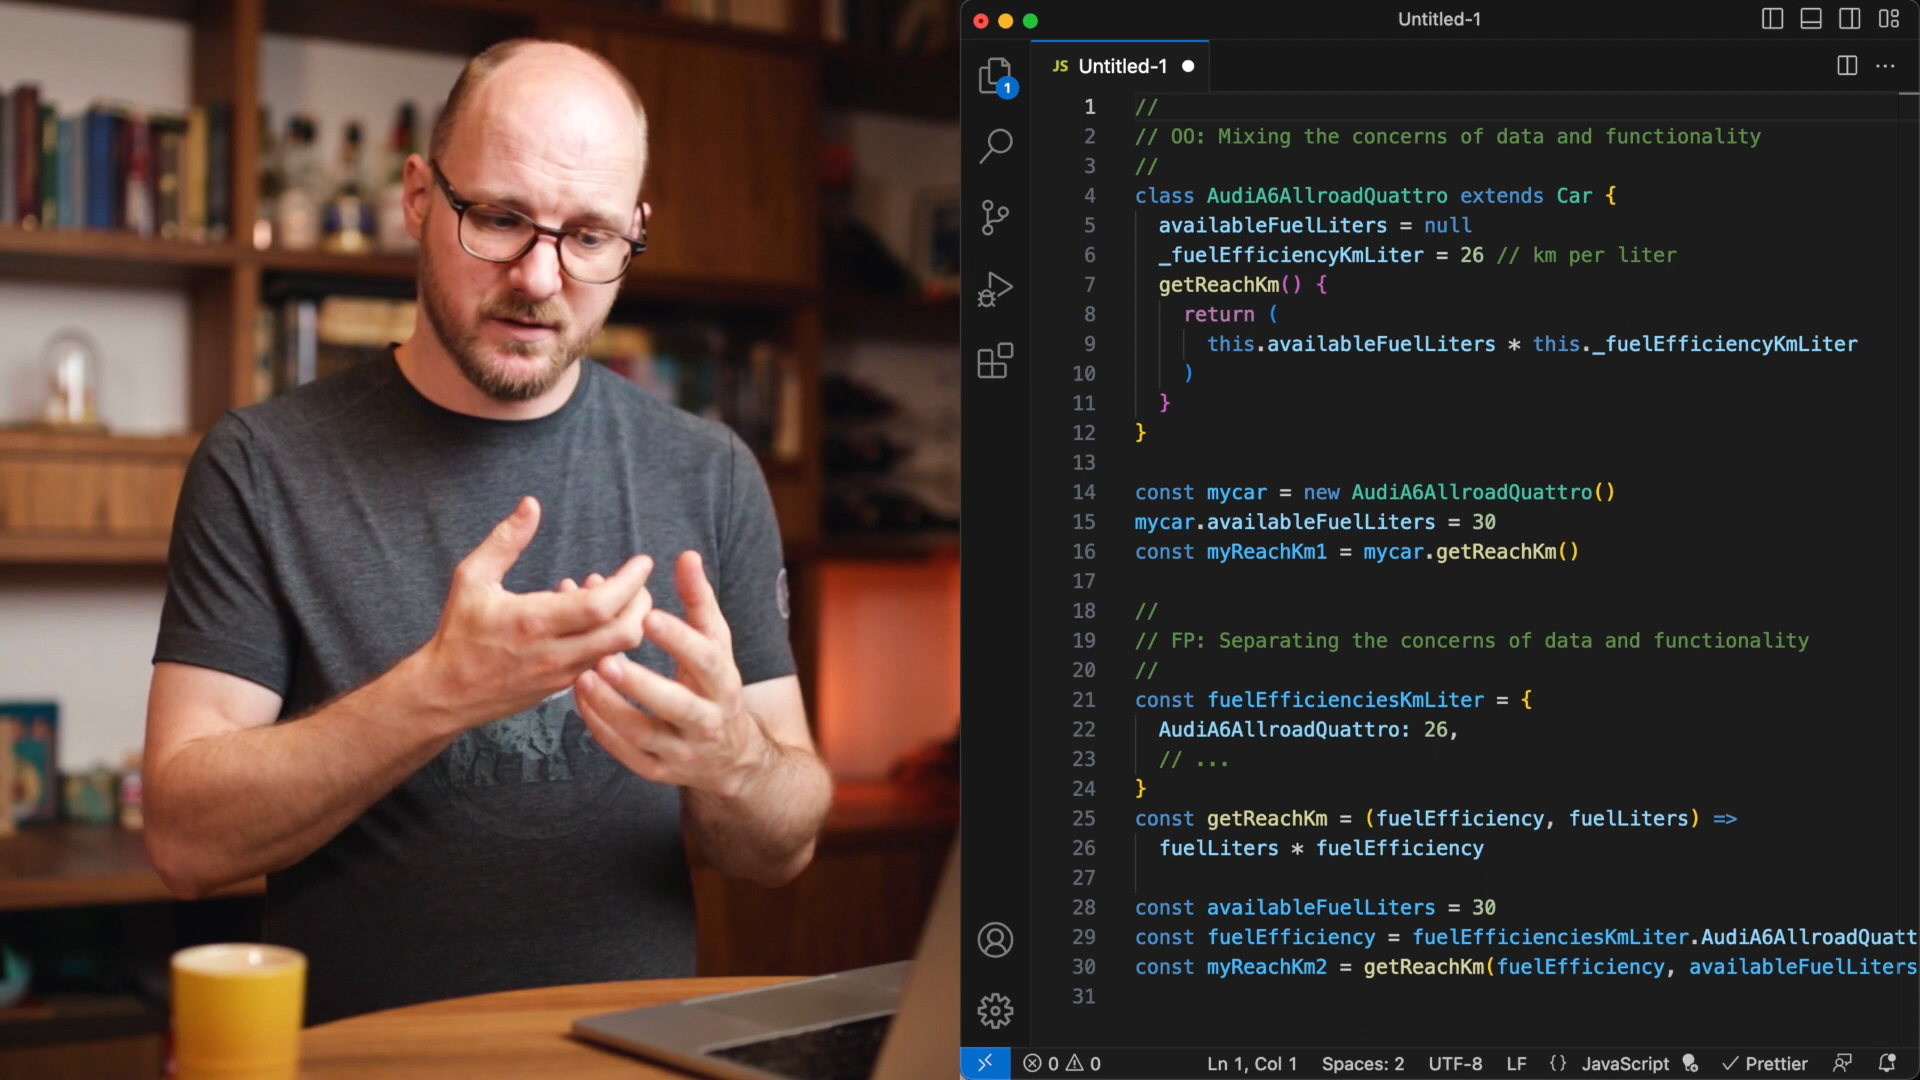 Untitled-1
JS Untitled-1
1
1 //
2 // OO: Mixing the concerns of data and functionality
3 //
4 class AudiA6AllroadQuattro extends Car {
5 availableFuelLiters = null
6 _fuelEfficiencyKmLiter = 26 // km per liter
7 getReachKm() {
8 return (
9 this.availableFuelLiters * this._fuelEfficiencyKmLiter
10 )
11 }
12 }
13
14 const mycar = new AudiA6AllroadQuattro()
15 mycar.availableFuelLiters = 30
16 const myReachKm1 = mycar.getReachKm()
17
18 //
19 // FP: Separating the concerns of data and functionality
20 //
21 const fuelEfficienciesKmLiter = {
22 AudiA6AllroadQuattro: 26,
23 // ...
24 }
25 const getReachKm = (fuelEfficiency, fuelLiters) =>
26 fuelLiters * fuelEfficiency
27
28 const availableFuelLiters = 30
29 const fuelEfficiency = fuelEfficienciesKmLiter.AudiA6AllroadQuatt
30 const myReachKm2 = getReachKm(fuelEfficiency, availableFuelLiters
31
0 0 Ln 1, Col 1 Spaces: 2 UTF-8 LF {} JavaScript Prettier